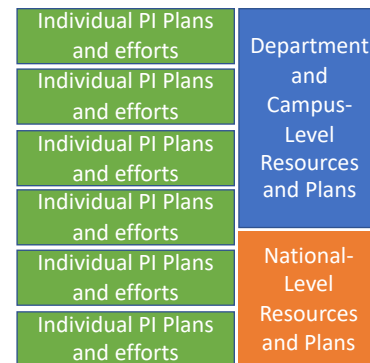 Individual PI Plans
and efforts
Individual PI Plans
and efforts
Individual PI Plans
and efforts
Individual PI Plans
and efforts
Individual PI Plans
and efforts
Individual PI Plans
and efforts
Department
and
Campus-
Level
Resources
and Plans
National-
Level
Resources
and Plans